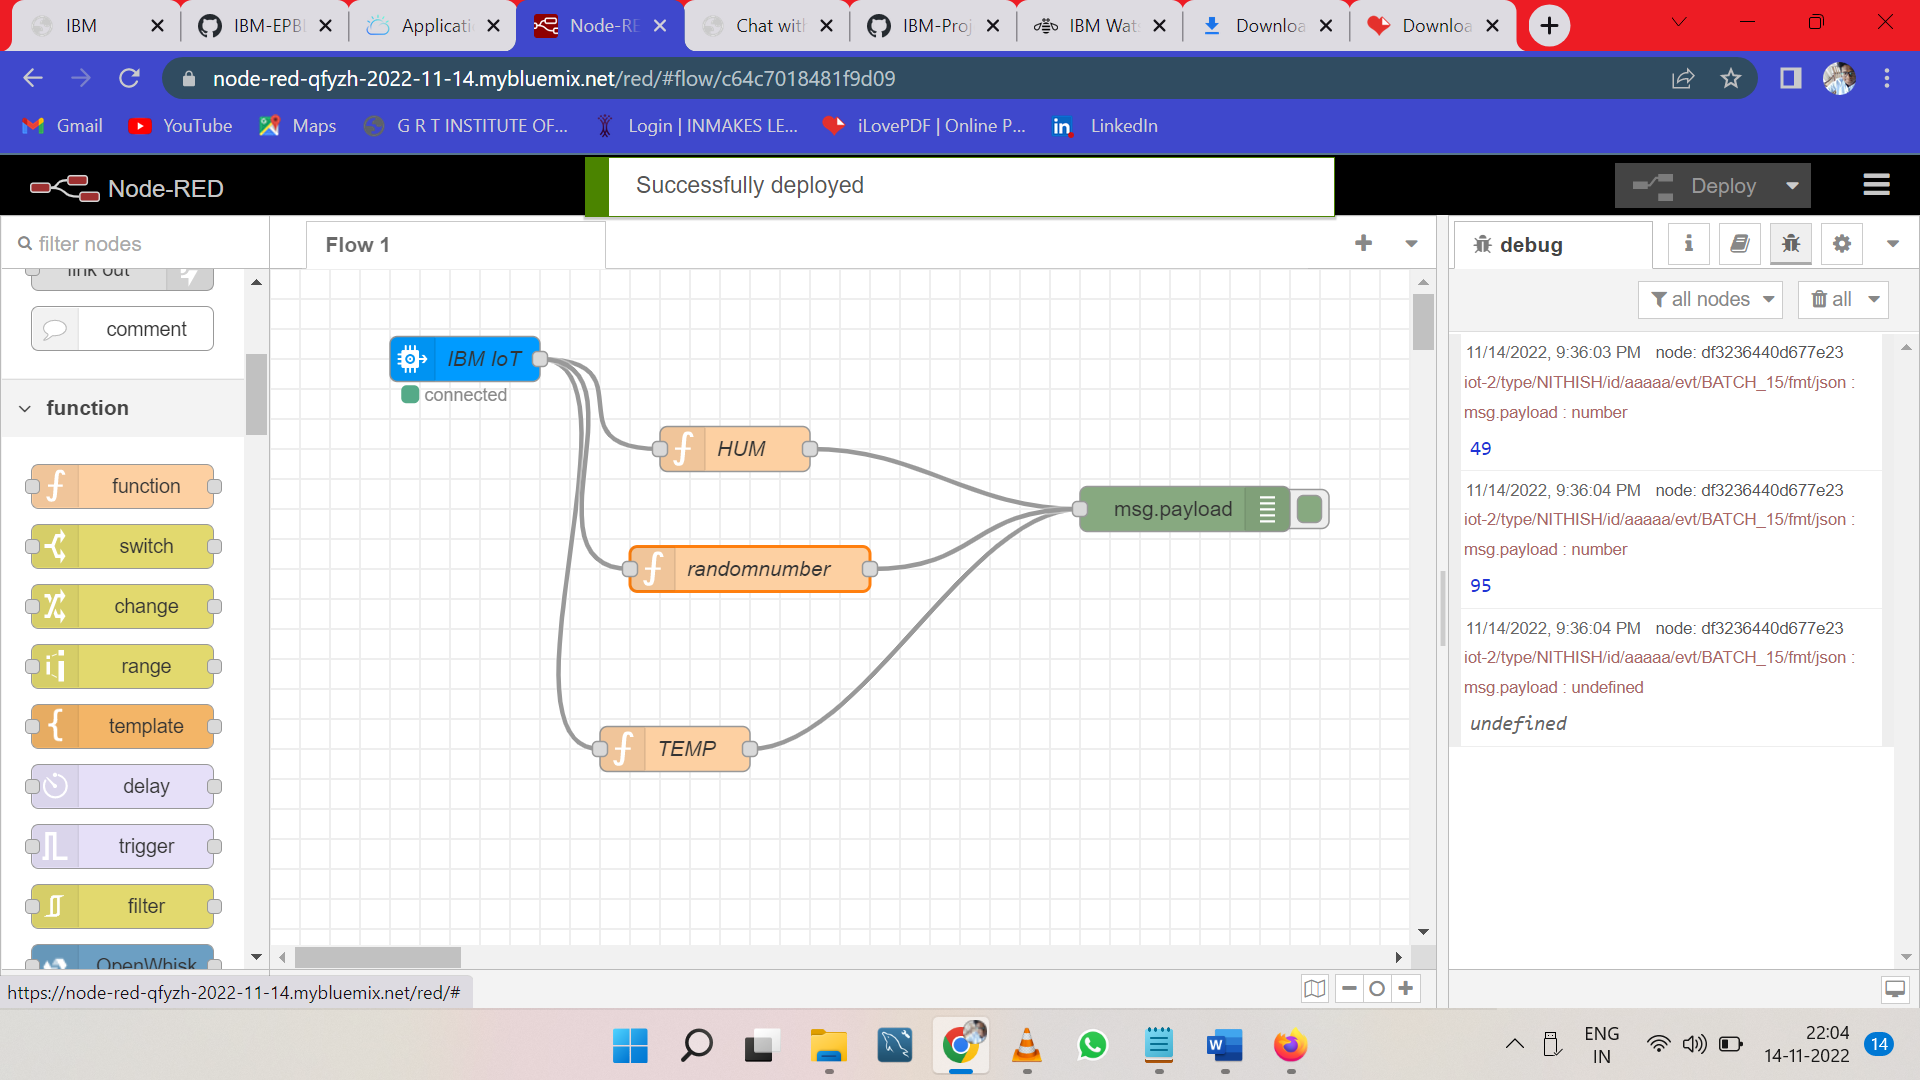 IBM
IBM-EPB
Applicati
Node-RE
Chat wit
IBM-Proj
IBM Wat
Downloa
Downloa
node-red-qfyzh-2022-11-14.mybluemix.net/red/#flow/c64c7018481f9d09
Gmail
YouTube
Maps
G R T INSTITUTE OF...
Login | INMAKES LE...
iLovePDF | Online P...
LinkedIn
Node-RED
Successfully deployed
Deploy
filter nodes
Flow 1
debug
all nodes
all
link out
comment
function
function
switch
change
range
template
delay
trigger
filter
OpenWhisk
IBM IoT
connected
HUM
randomnumber
TEMP
msg.payload
11/14/2022, 9:36:03 PM node: df3236440d677e23
iot-2/type/NITHISH/id/aaaaa/evt/BATCH_15/fmt/json :
msg.payload : number
49
11/14/2022, 9:36:04 PM node: df3236440d677e23
iot-2/type/NITHISH/id/aaaaa/evt/BATCH_15/fmt/json :
msg.payload : number
95
11/14/2022, 9:36:04 PM node: df3236440d677e23
iot-2/type/NITHISH/id/aaaaa/evt/BATCH_15/fmt/json :
msg.payload : undefined
undefined
https://node-red-qfyzh-2022-11-14.mybluemix.net/red/#
ENG
IN
22:04
14-11-2022
14